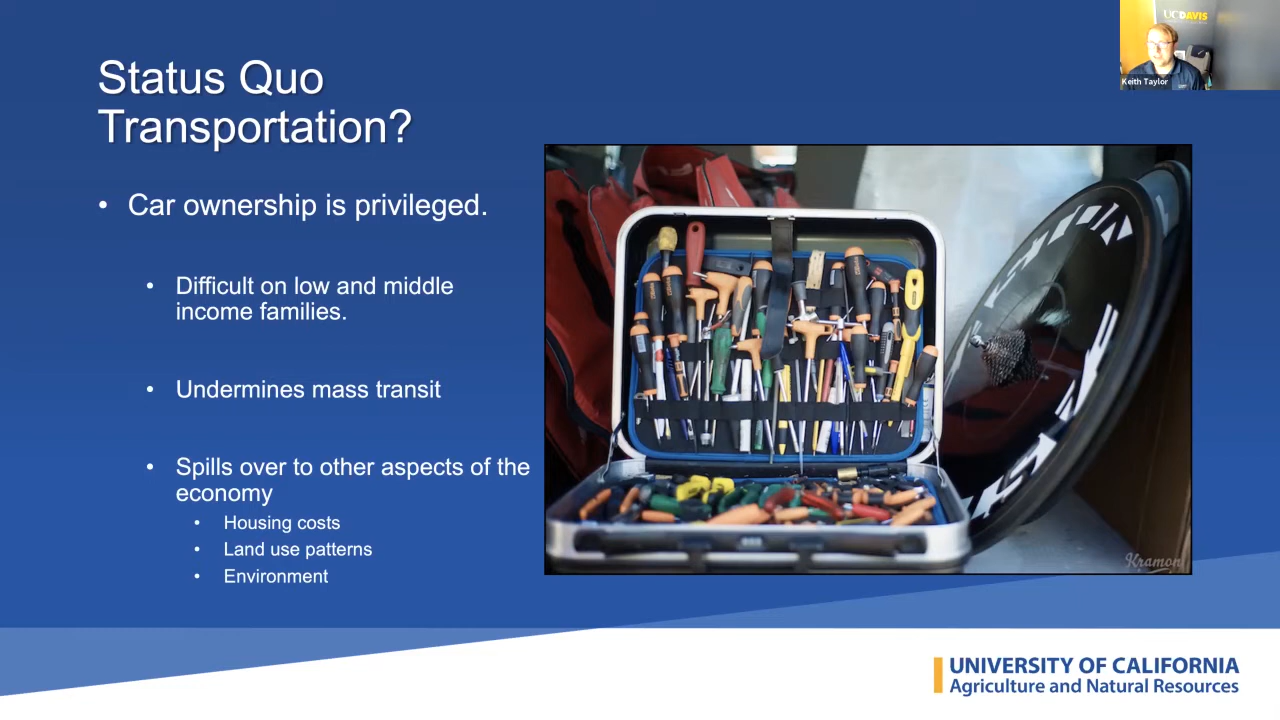 Status Quo
Transportation?
• Car ownership is privileged.
• Difficult on low and middle
income families.
• Undermines mass transit
• Spills over to other aspects of the
economy
• Housing costs
• Land use patterns
• Environment
UC DAVIS
Keith Taylor
Kramon
UNIVERSITY OF CALIFORNIA
Agriculture and Natural Resources